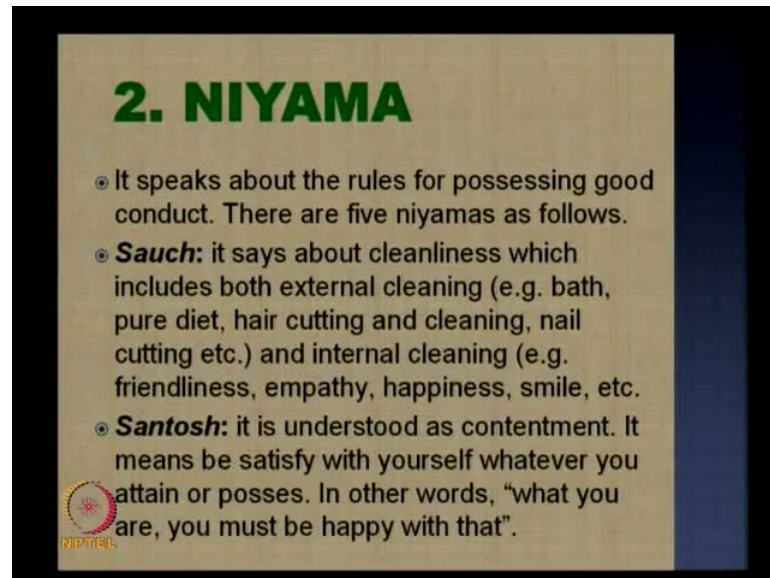 2. NIYAMA
It speaks about the rules for possessing good
conduct. There are five niyamas as follows.
Sauch: it says about cleanliness which
includes both external cleaning (e.g. bath,
pure diet, hair cutting and cleaning, nail
cutting etc.) and internal cleaning (e.g.
friendliness, empathy, happiness, smile, etc.
Santosh: it is understood as contentment. It
means be satisfy with yourself whatever you
attain or posses. In other words, “what you
are, you must be happy with that”.
NPTEL